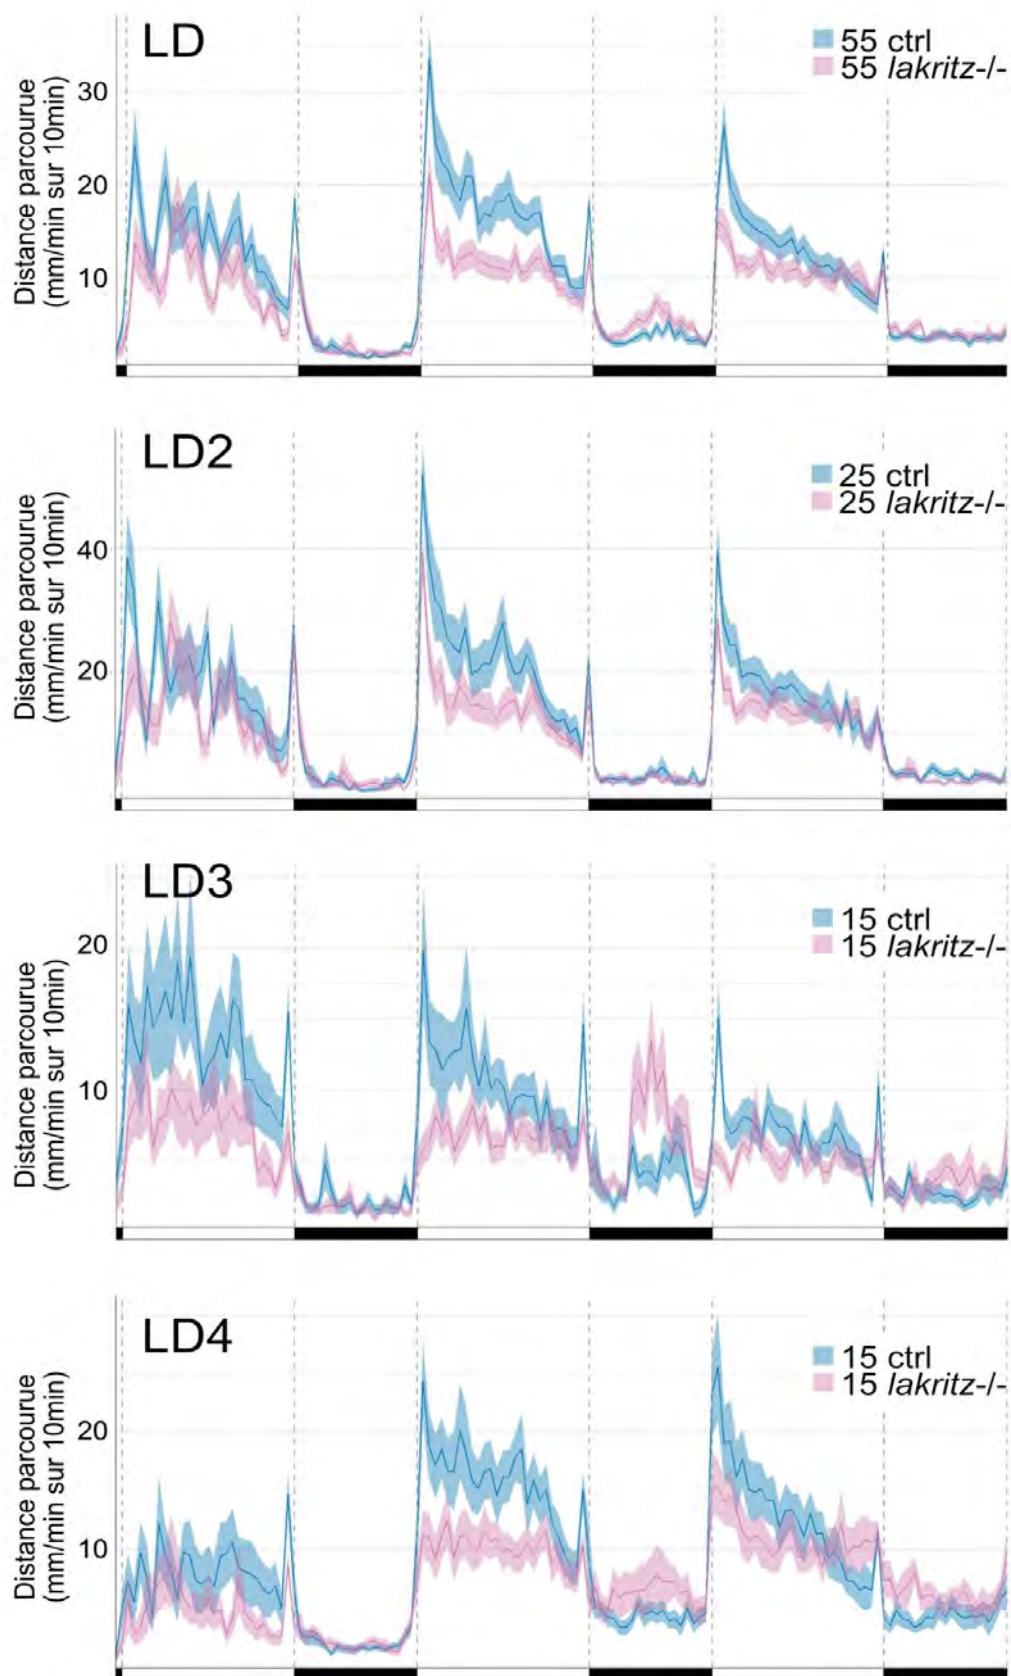 LD
55 ctrl
55 lakritz-/-
Distance parcourue
(mm/min sur 10min)
30
20
10
LD2
25 ctrl
25 lakritz-/-
Distance parcourue
(mm/min sur 10min)
40
20
LD3
15 ctrl
15 lakritz-/-
Distance parcourue
(mm/min sur 10min)
20
10
LD4
15 ctrl
15 lakritz-/-
Distance parcourue
(mm/min sur 10min)
20
10